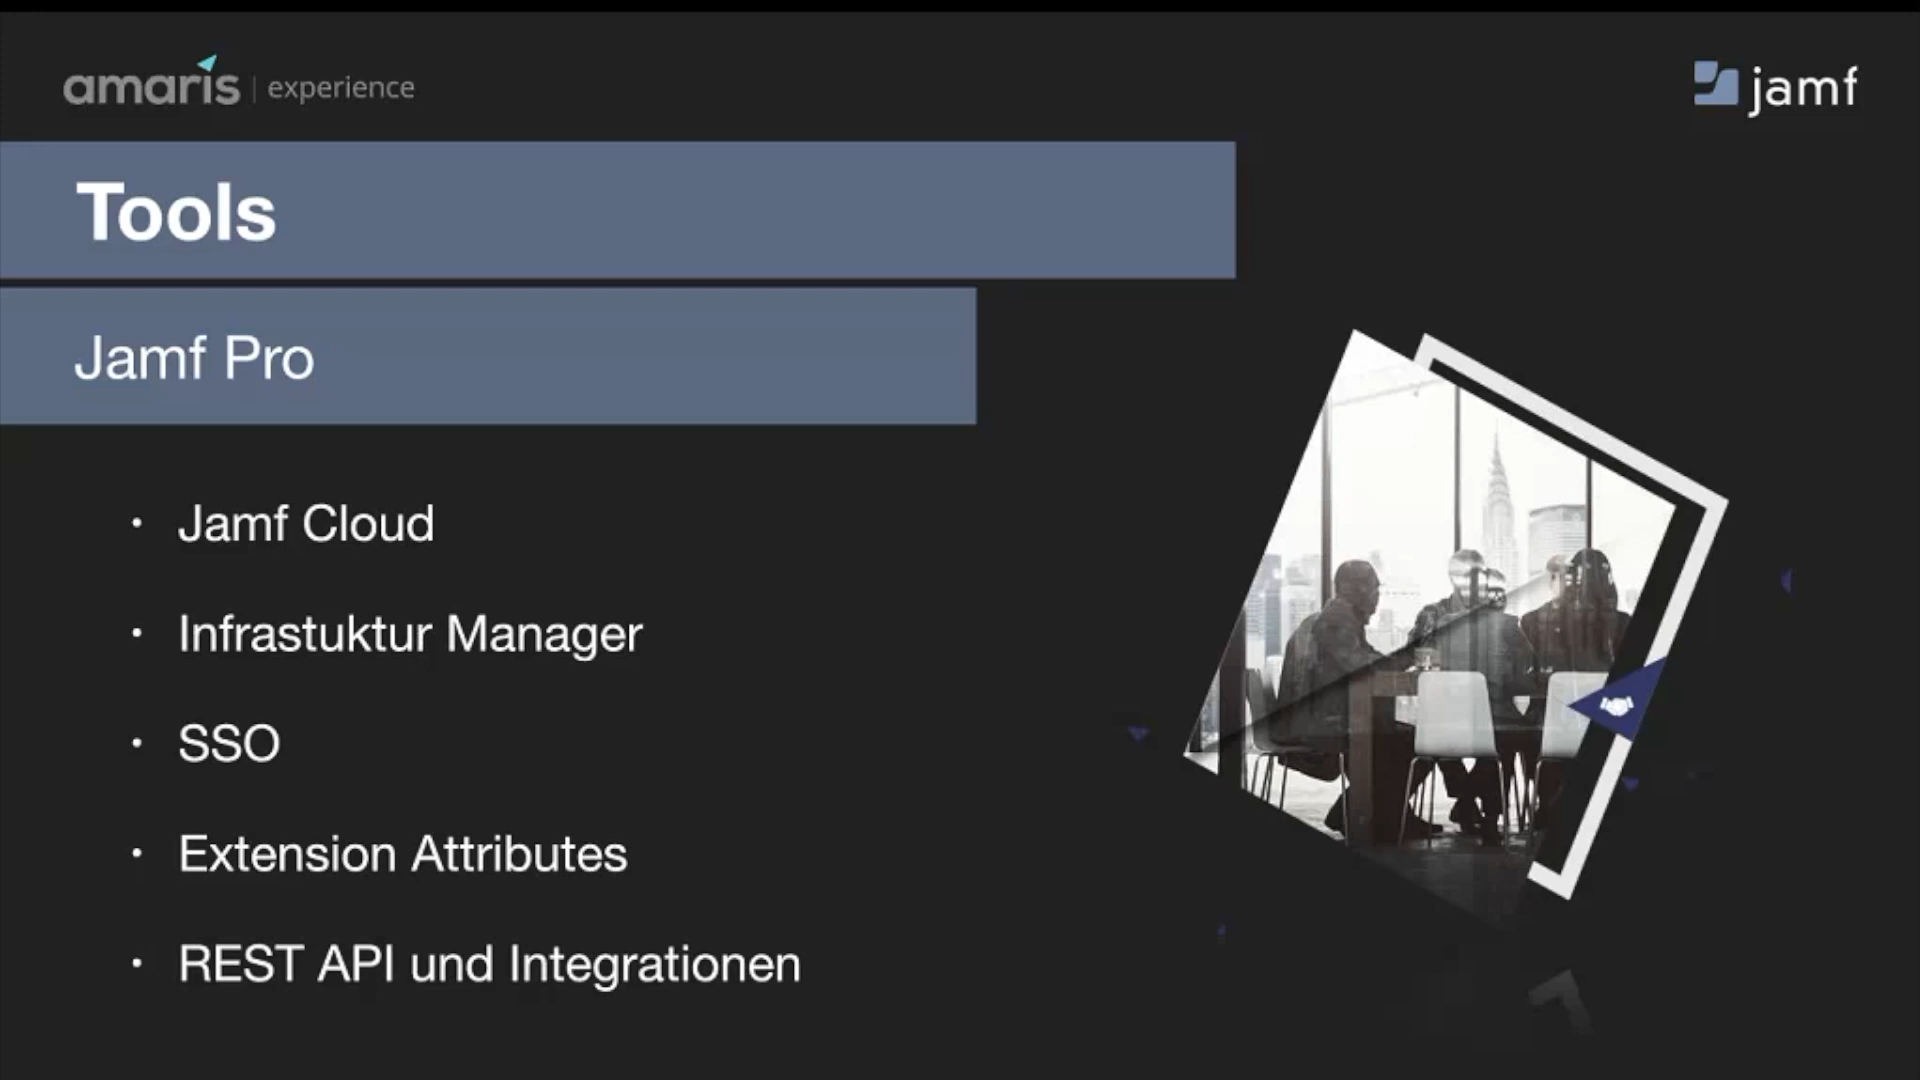 amaris | experience
jamf
Tools
Jamf Pro
• Jamf Cloud
• Infrastuktur Manager
• SSO
• Extension Attributes
• REST API und Integrationen